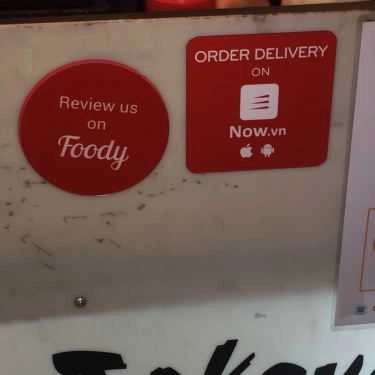 Review us
on
Foody
ORDER DELIVERY
ON
Now.vn